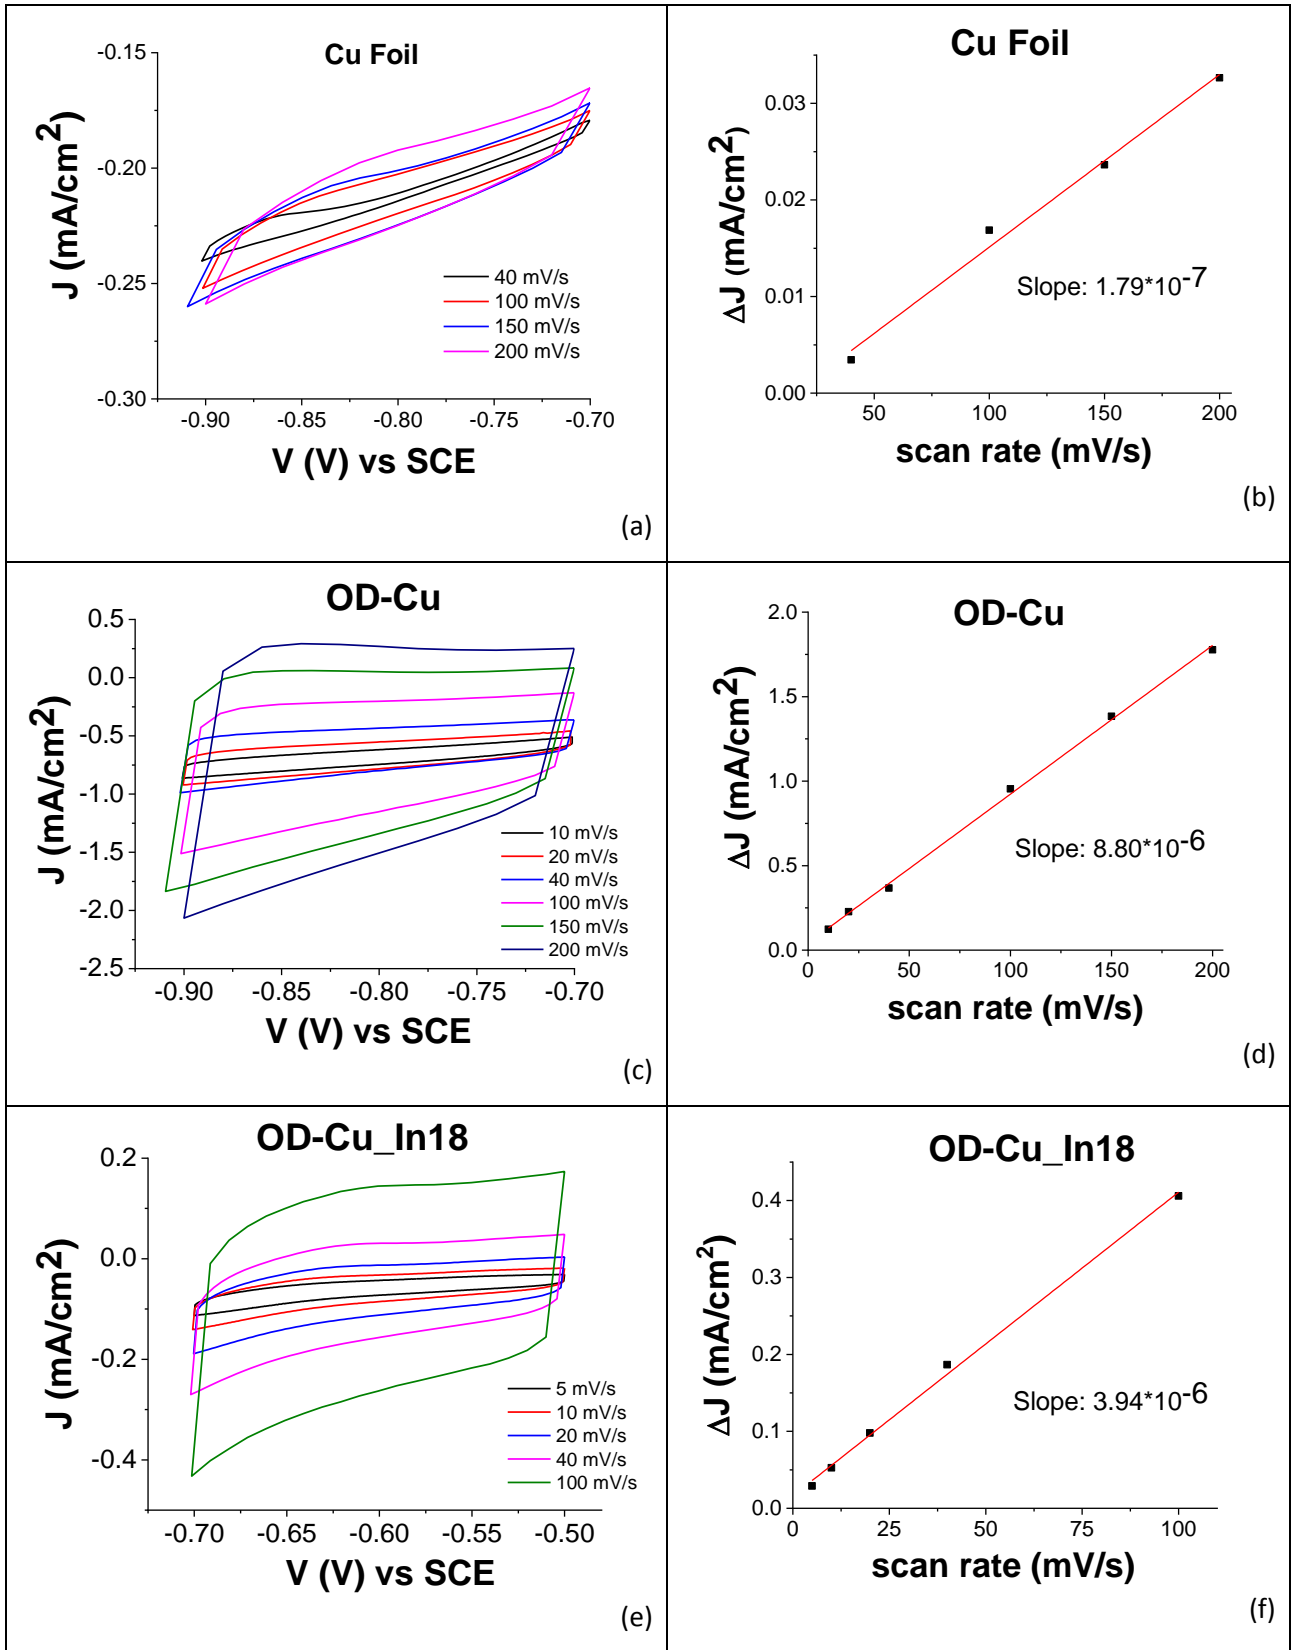 Cu Foil
-0.15
-0.20
-0.25
-0.30
J (mA/cm2)
40 mV/s
100 mV/s
150 mV/s
200 mV/s
-0.90 -0.85 -0.80 -0.75 -0.70
V (V) vs SCE
(a)
Cu Foil
0.03
0.02
0.01
0.00
ΔJ (mA/cm2)
Slope: 1.79*10-7
50 100 150 200
scan rate (mV/s)
(b)
OD-Cu
0.5
0.0
-0.5
-1.0
-1.5
-2.0
-2.5
J (mA/cm2)
10 mV/s
20 mV/s
40 mV/s
100 mV/s
150 mV/s
200 mV/s
-0.90 -0.85 -0.80 -0.75 -0.70
V (V) vs SCE
(c)
OD-Cu
2.0
1.5
1.0
0.5
0.0
ΔJ (mA/cm2)
Slope: 8.80*10-6
0 50 100 150 200
scan rate (mV/s)
(d)
OD-Cu_In18
0.2
0.0
-0.2
-0.4
J (mA/cm2)
5 mV/s
10 mV/s
20 mV/s
40 mV/s
100 mV/s
-0.70 -0.65 -0.60 -0.55 -0.50
V (V) vs SCE
(e)
OD-Cu_In18
0.4
0.3
0.2
0.1
0.0
ΔJ (mA/cm2)
Slope: 3.94*10-6
0 25 50 75 100
scan rate (mV/s)
(f)